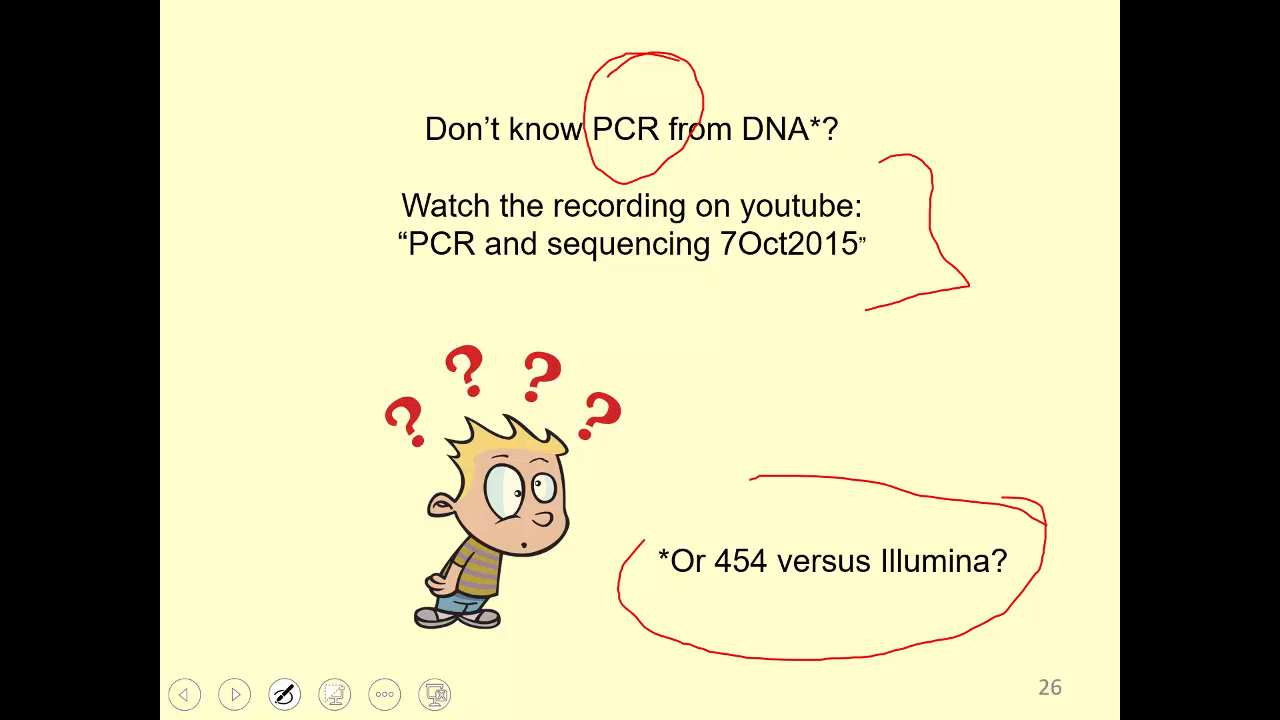 Don’t know PCR from DNA*?
Watch the recording on youtube:
“PCR and sequencing 7Oct2015”
? ? ? ?
*Or 454 versus Illumina?
26